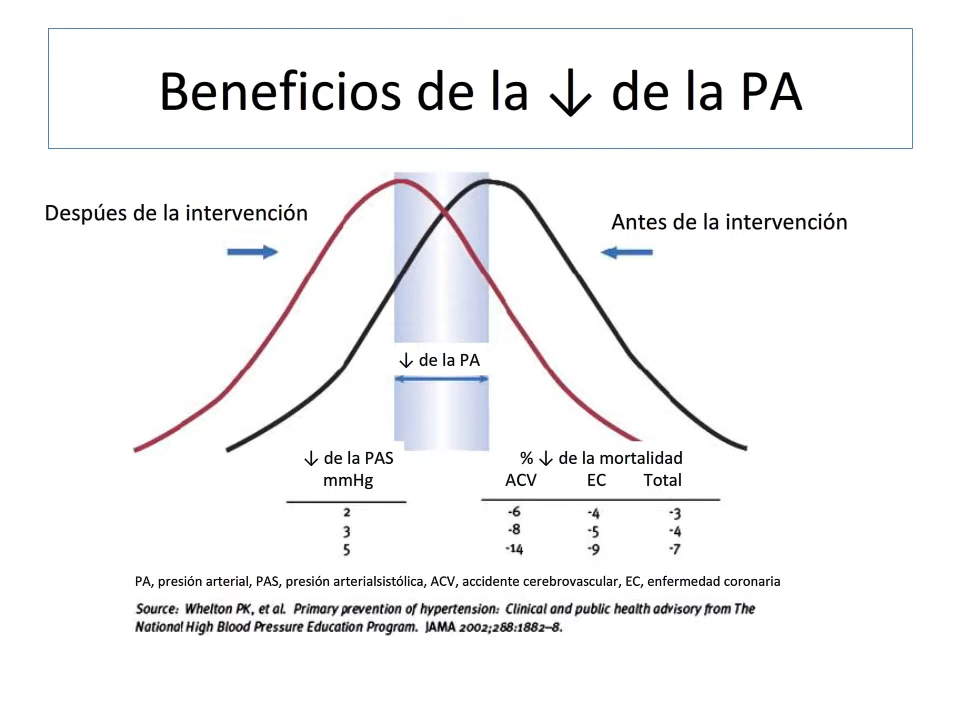 Beneficios de la ↓ de la PA
Despúes de la intervención
Antes de la intervención
↓ de la PA
↓ de la PAS
mmHg
% ↓ de la mortalidad
ACV EC Total
2 -6 -4 -3
3 -8 -5 -4
5 -14 -9 -7
PA, presión arterial, PAS, presión arterialsistólica, ACV, accidente cerebrovascular, EC, enfermedad coronaria
Source: Whelton PK, et al. Primary prevention of hypertension: Clinical and public health advisory from The
National High Blood Pressure Education Program. JAMA 2002;288:1882–8.